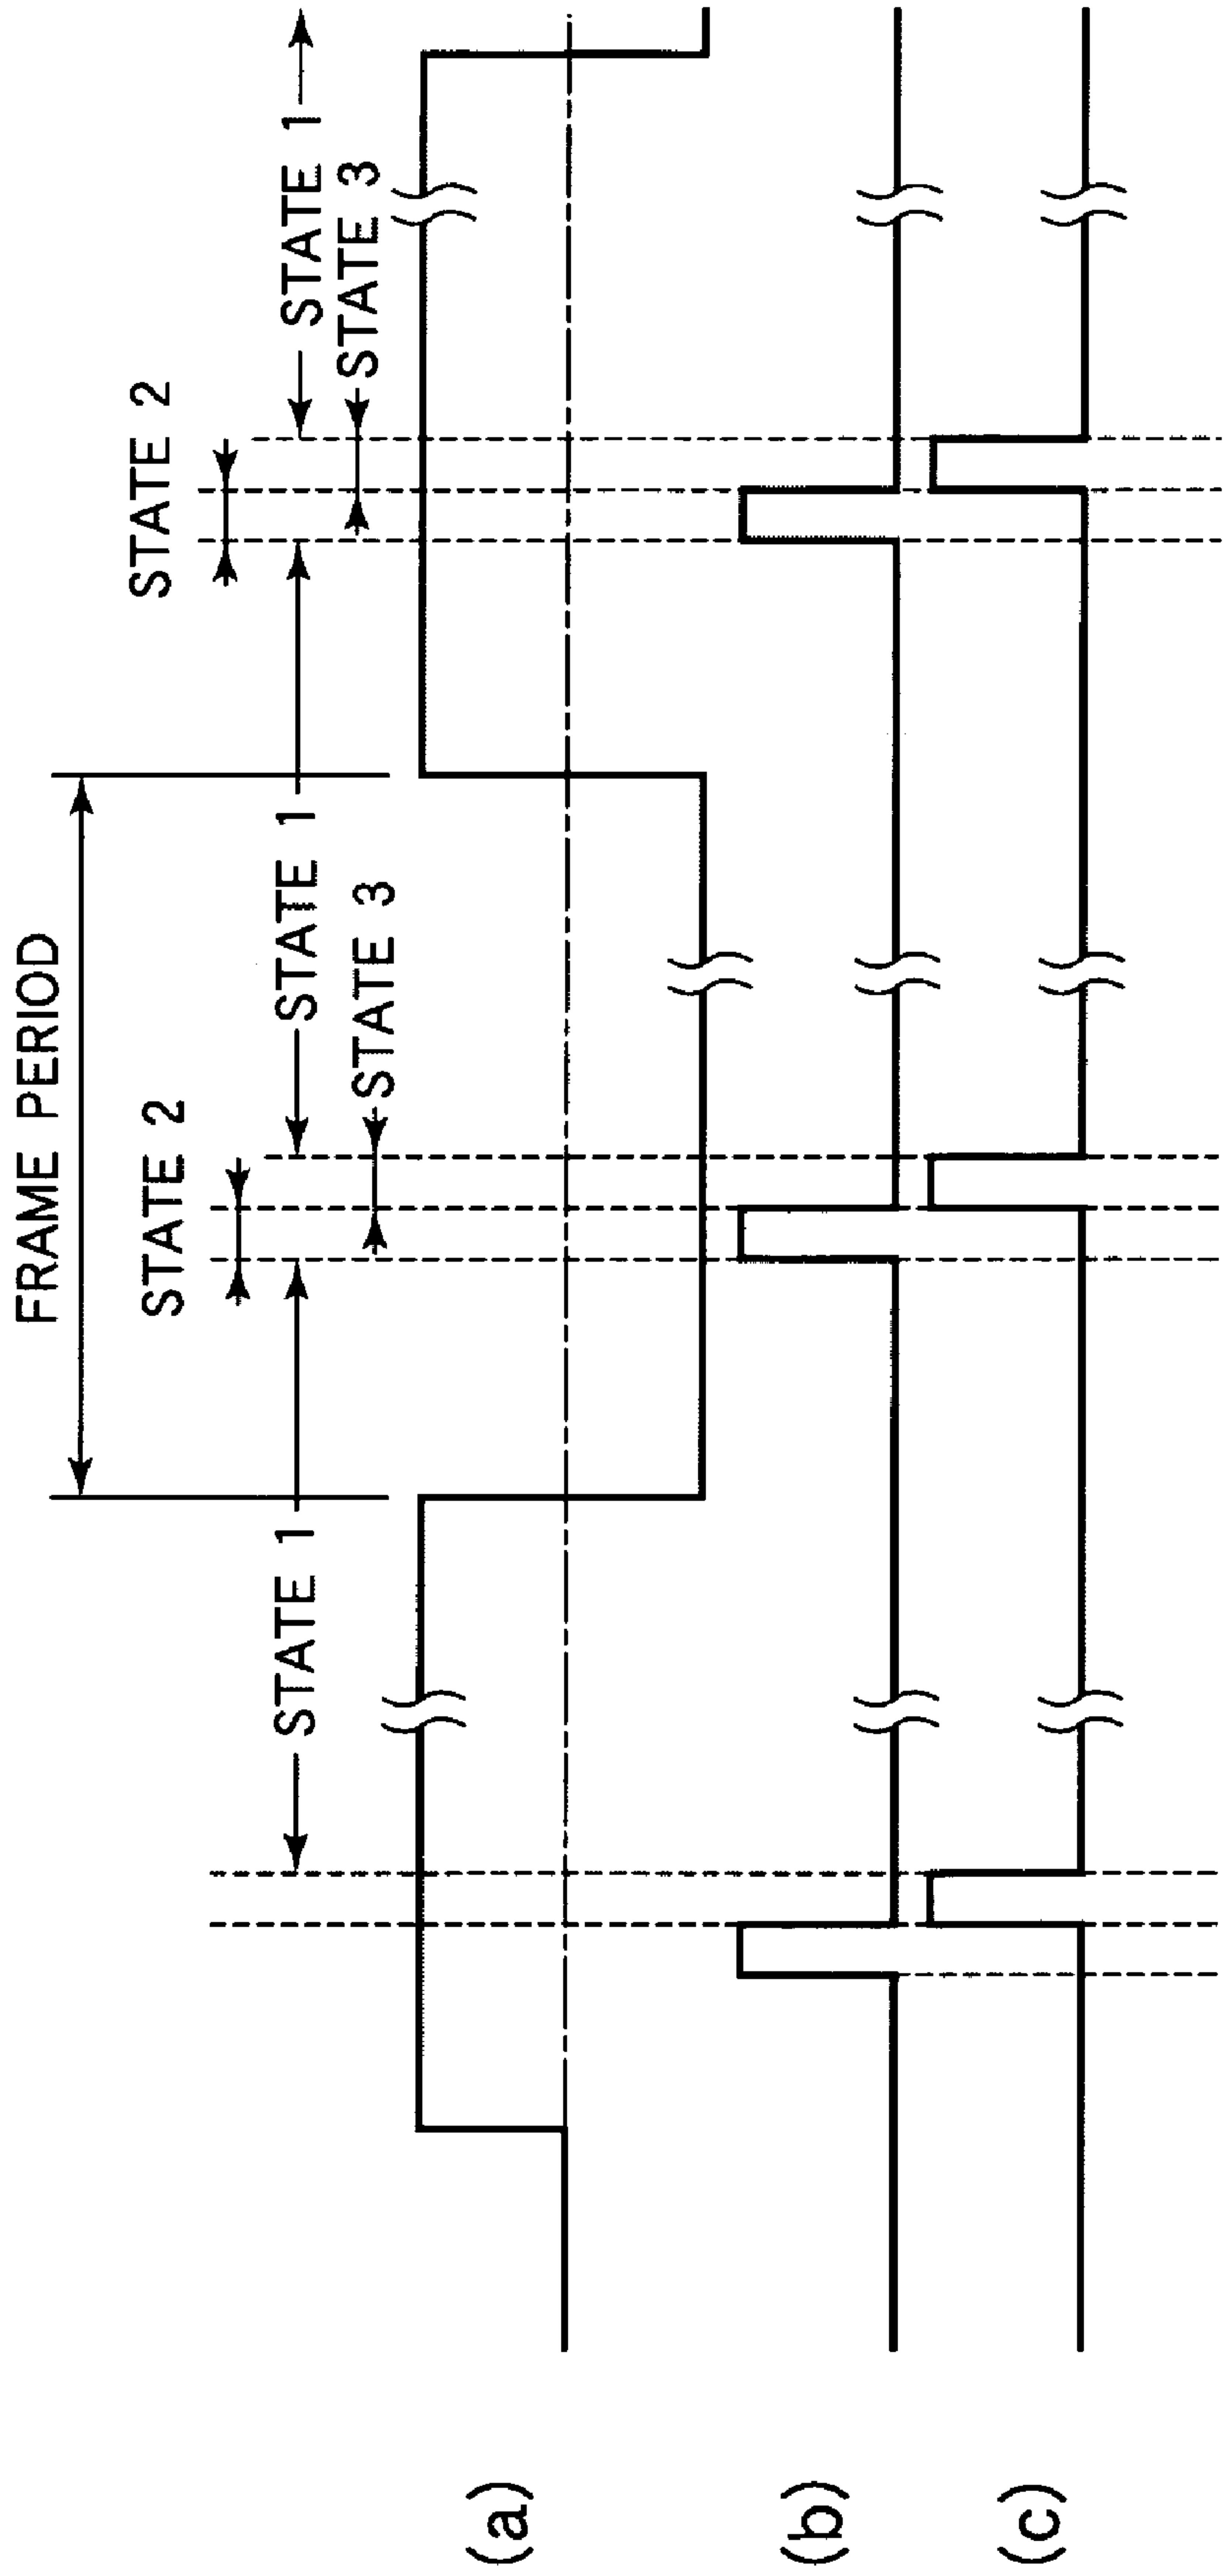 FRAME PERIOD
STATE 2
STATE 2
STATE 1
STATE 1
STATE 1
STATE 3
STATE 3
(a)
(b)
(c)